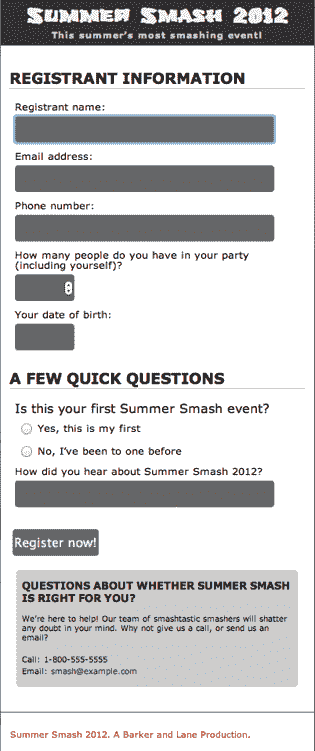 Summer Smash 2012
This summer's most smashing event!
REGISTRANT INFORMATION
Registrant name:
Email address:
Phone number:
How many people do you have in your party
(including yourself)?
Your date of birth:
A FEW QUICK QUESTIONS
Is this your first Summer Smash event?
Yes, this is my first
No, I've been to one before
How did you hear about Summer Smash 2012?
Register now!
QUESTIONS ABOUT WHETHER SUMMER SMASH
IS RIGHT FOR YOU?
We're here to help! Our team of smashtastic smashers will shatter
any doubt in your mind. Why not give us a call, or send us an
email?
Call: 1-800-555-5555
Email: smash@example.com
Summer Smash 2012. A Barker and Lane Production.